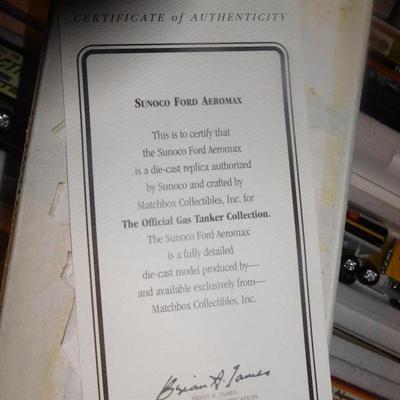 CERTIFICATE of AUTHENTICITY
SUNOCO FORD AEROMAX
This is to certify that
the Sunoco Ford Aeromax
is a die-cast replica authorized
by Sunoco and crafted by
Matchbox Collectibles, Inc. for
The Official Gas Tanker Collection.
The Sunoco Ford Aeromax
is a fully detailed
die-cast model produced by—
and available exclusively from—
Matchbox Collectibles, Inc.
Brian A. James
BRIAN A. JAMES